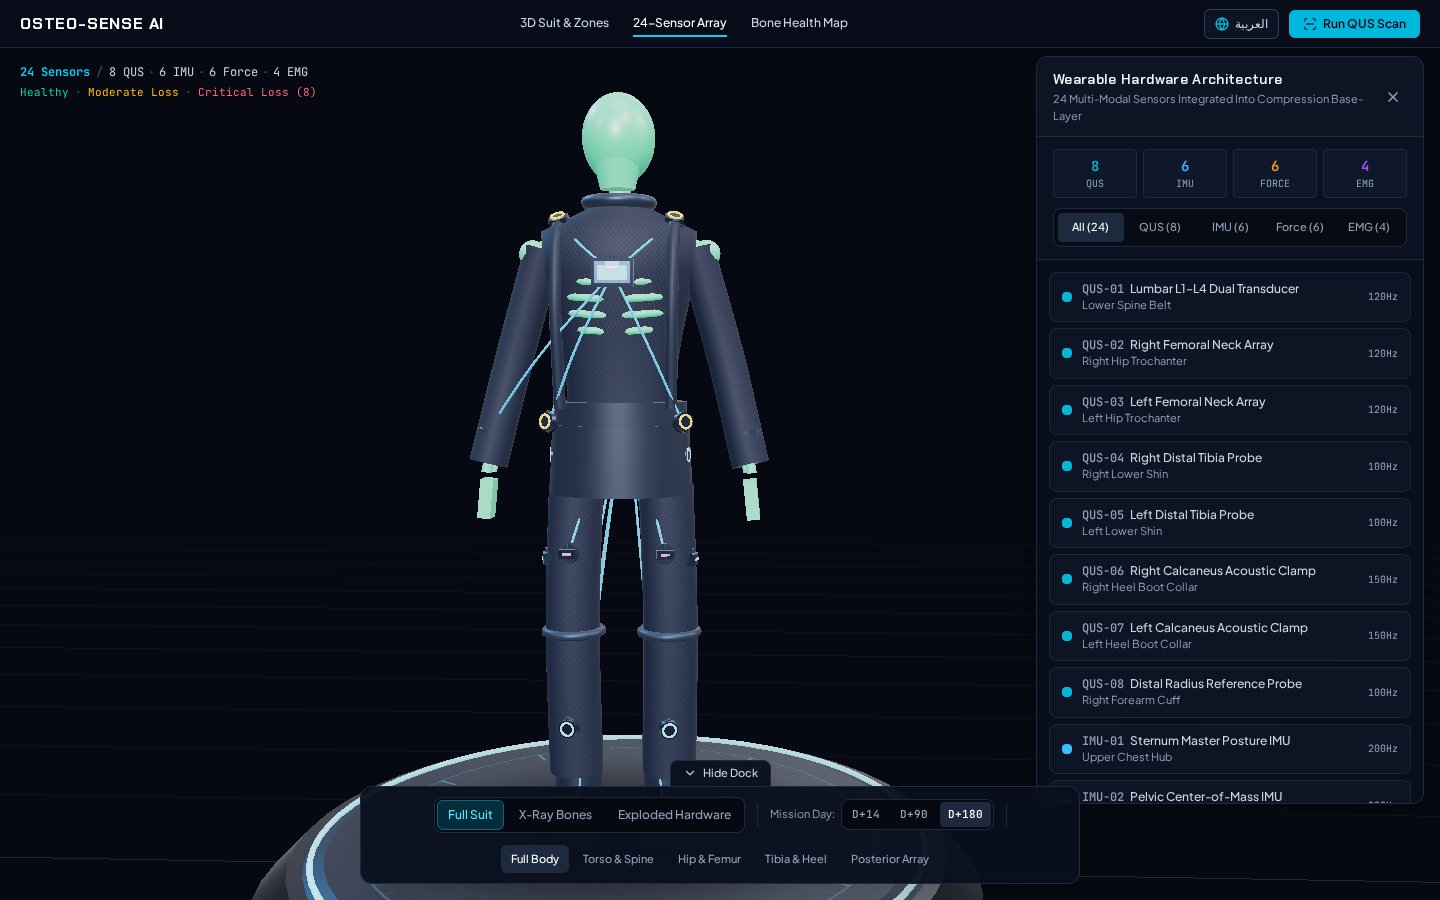 OSTEO-SENSE AI
3D Suit & Zones
24-Sensor Array
Bone Health Map
العربية
Run QUS Scan
24 Sensors / 8 QUS · 6 IMU · 6 Force · 4 EMG
Healthy · Moderate Loss · Critical Loss (8)
Wearable Hardware Architecture
24 Multi-Modal Sensors Integrated Into Compression Base-
Layer
8
QUS
6
IMU
6
FORCE
4
EMG
All (24)
QUS (8)
IMU (6)
Force (6)
EMG (4)
QUS-01 Lumbar L1-L4 Dual Transducer
Lower Spine Belt
120Hz
QUS-02 Right Femoral Neck Array
Right Hip Trochanter
120Hz
QUS-03 Left Femoral Neck Array
Left Hip Trochanter
120Hz
QUS-04 Right Distal Tibia Probe
Right Lower Shin
100Hz
QUS-05 Left Distal Tibia Probe
Left Lower Shin
100Hz
QUS-06 Right Calcaneus Acoustic Clamp
Right Heel Boot Collar
150Hz
QUS-07 Left Calcaneus Acoustic Clamp
Left Heel Boot Collar
150Hz
QUS-08 Distal Radius Reference Probe
Right Forearm Cuff
100Hz
IMU-01 Sternum Master Posture IMU
Upper Chest Hub
200Hz
IMU-02 Pelvic Center-of-Mass IMU
Hide Dock
Full Suit
X-Ray Bones
Exploded Hardware
Mission Day:
D+14
D+90
D+180
Full Body
Torso & Spine
Hip & Femur
Tibia & Heel
Posterior Array